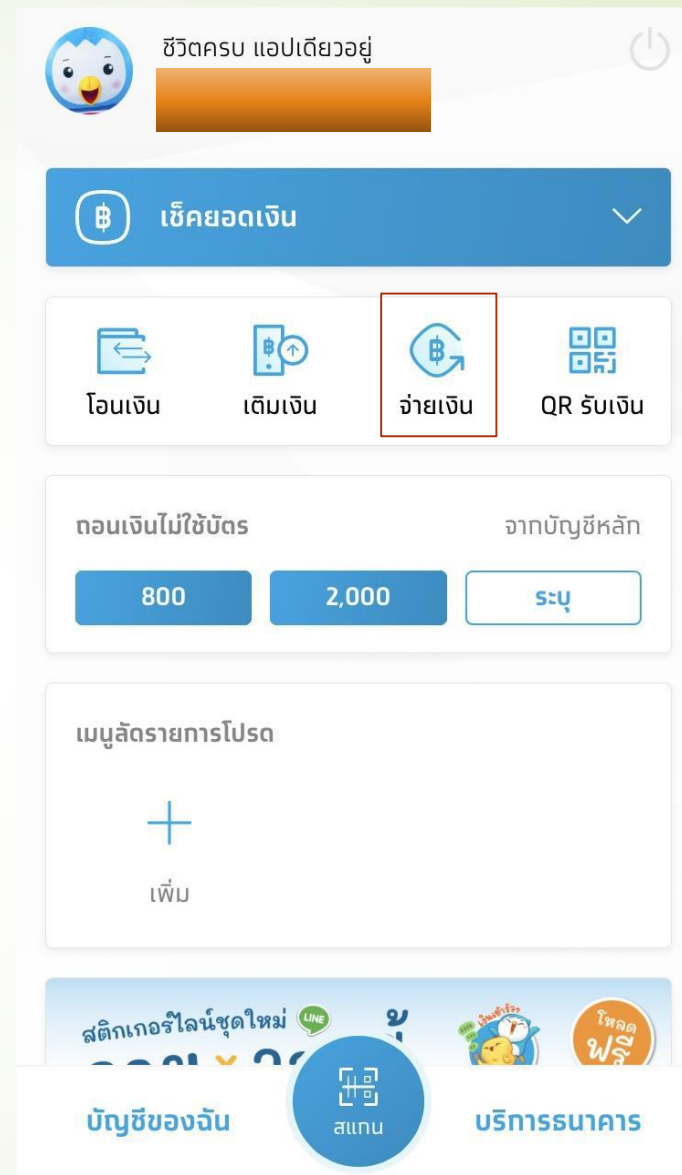 ชีวิตครบ แอปเดียวอยู่
฿ เช็คยอดเงิน
โอนเงิน เติมเงิน จ่ายเงิน QR รับเงิน
ถอนเงินไม่ใช้บัตร จากบัญชีหลัก
800 2,000 ระบุ
เมนูลัดรายการโปรด
เพิ่ม
สติกเกอร์ไลน์ชุดใหม่ LINE
โหลด
ฟรี
บัญชีของฉัน สแกน บริการธนาคาร